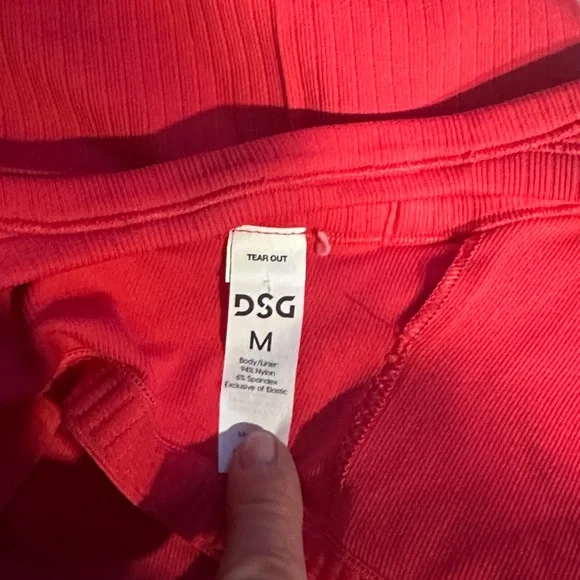 TEAR OUT
DSG
M
Body/Liner:
94% Nylon
6% Spandex
Exclusive of Elastic